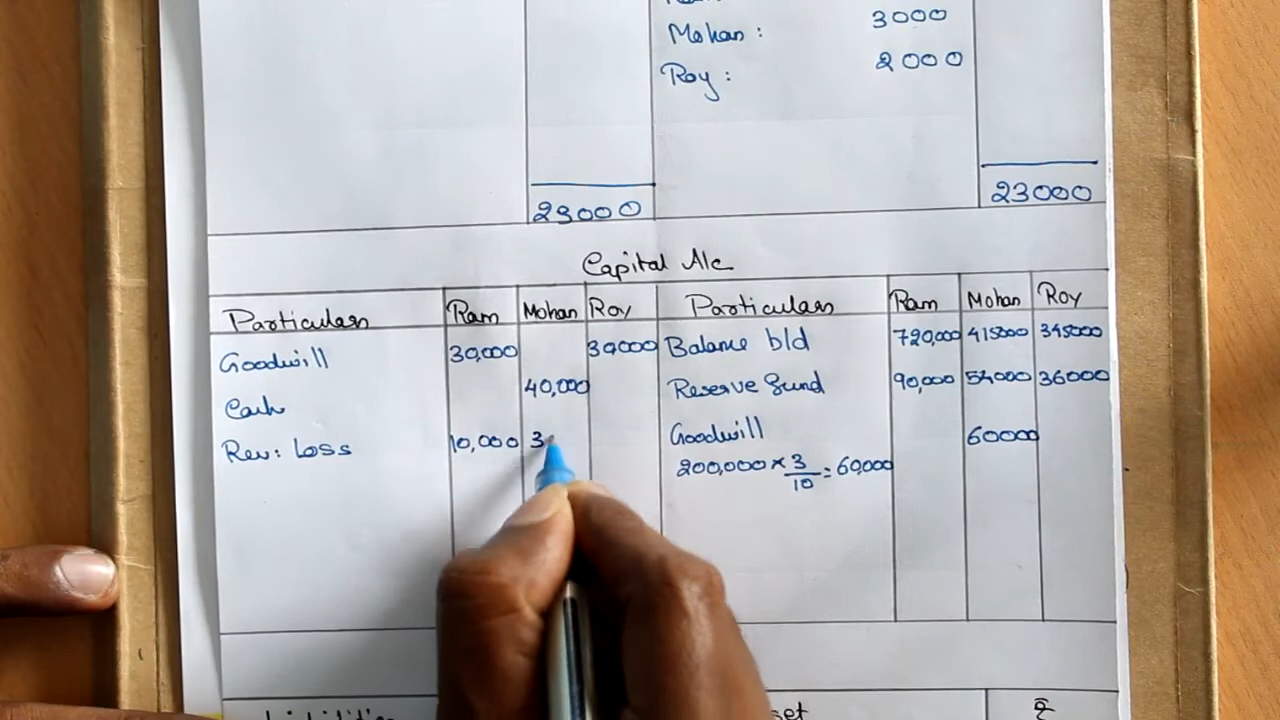 Mohan : 3000
Roy : 2000
23000 23000
Capital A/c
Particulars Ram Mohan Roy Particulars Ram Mohan Roy
Goodwill 30,000 30000 Balance b/d 720,000 415000 345000
Cash 40,000 Reserve fund 90,000 54000 36000
Rev: Loss 10,000 3 Goodwill 60000
200,000 × 3/10 = 60,000
₹